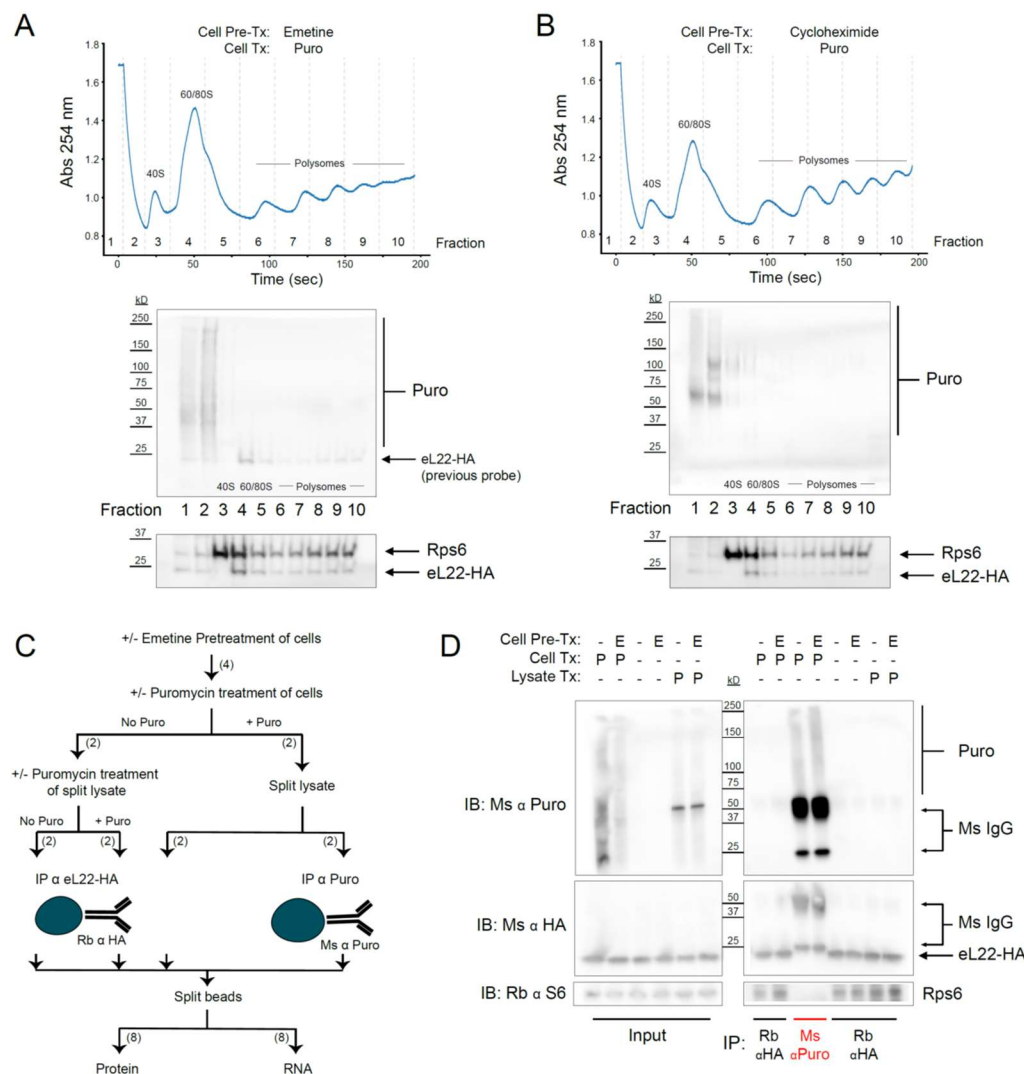 A
Cell Pre-Tx: Emetine
Cell Tx: Puro
1.8
1.6
1.4
1.2
1.0
0.8
Abs 254 nm
60/80S
40S
Polysomes
1 2 3 4 5 6 7 8 9 10 Fraction
0 50 100 150 200
Time (sec)
kD
250
150
100
75
50
37
25
Puro
eL22-HA
(previous probe)
40S 60/80S Polysomes
Fraction 1 2 3 4 5 6 7 8 9 10
37
25
Rps6
eL22-HA
B
Cell Pre-Tx: Cycloheximide
Cell Tx: Puro
1.8
1.6
1.4
1.2
1.0
0.8
Abs 254 nm
60/80S
40S
Polysomes
1 2 3 4 5 6 7 8 9 10 Fraction
0 50 100 150 200
Time (sec)
kD
250
150
100
75
50
37
25
Puro
40S 60/80S Polysomes
Fraction 1 2 3 4 5 6 7 8 9 10
37
25
Rps6
eL22-HA
C
+/- Emetine Pretreatment of cells
(4)
+/- Puromycin treatment of cells
No Puro + Puro
(2) (2)
+/- Puromycin treatment
of split lysate
Split lysate
No Puro + Puro
(2) (2) (2) (2)
IP α eL22-HA IP α Puro
Rb α HA Ms α Puro
Split beads
(8) (8)
Protein RNA
D
Cell Pre-Tx: - E - E - E - E - E - E - E
Cell Tx: P P - - - - P P P P - - - -
Lysate Tx: - - - - P P - - - - - - P P
kD
250
150
100
75
50
37
25
IB: Ms α Puro
Puro
Ms IgG
50
37
25
IB: Ms α HA
Ms IgG
eL22-HA
IB: Rb α S6
Rps6
Input
IP:
Rb
αHA
Ms
αPuro
Rb
αHA